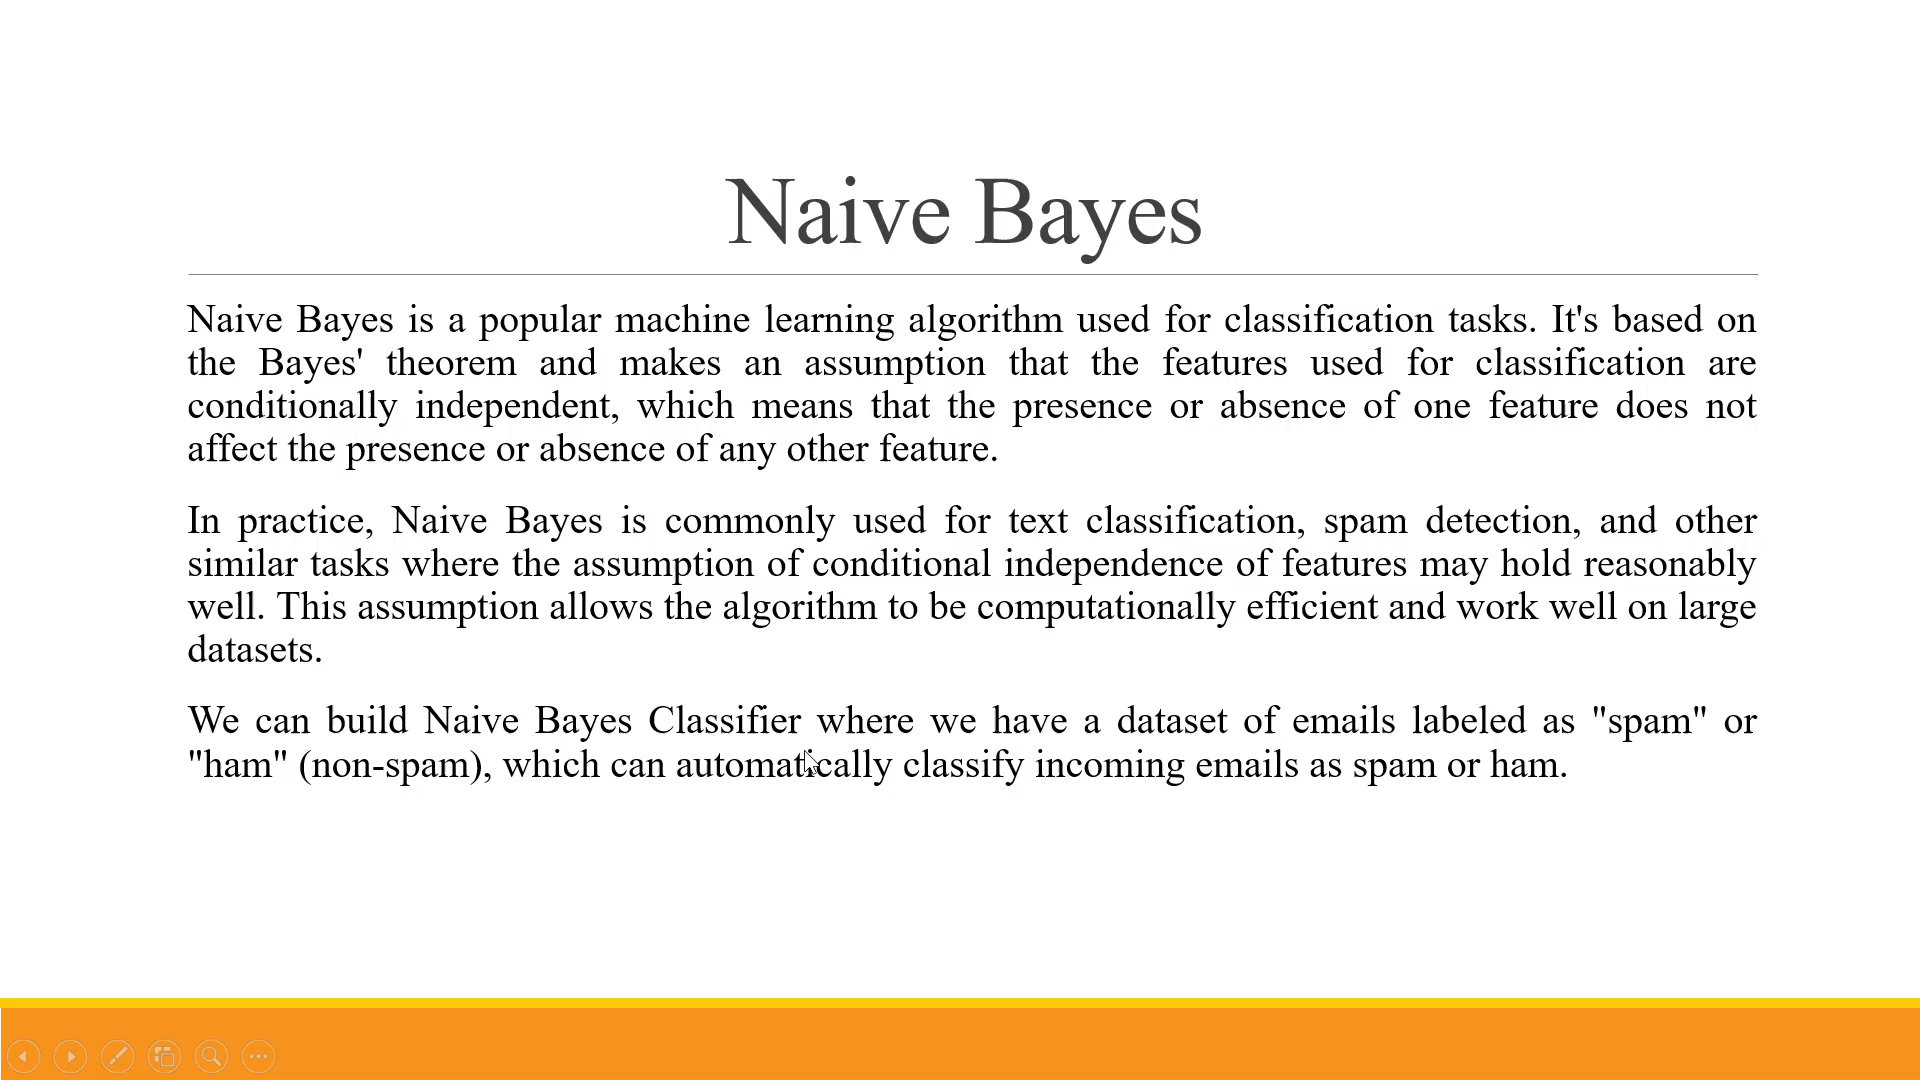 Naive Bayes
Naive Bayes is a popular machine learning algorithm used for classification tasks. It's based on
the Bayes' theorem and makes an assumption that the features used for classification are
conditionally independent, which means that the presence or absence of one feature does not
affect the presence or absence of any other feature.
In practice, Naive Bayes is commonly used for text classification, spam detection, and other
similar tasks where the assumption of conditional independence of features may hold reasonably
well. This assumption allows the algorithm to be computationally efficient and work well on large
datasets.
We can build Naive Bayes Classifier where we have a dataset of emails labeled as "spam" or
"ham" (non-spam), which can automatically classify incoming emails as spam or ham.